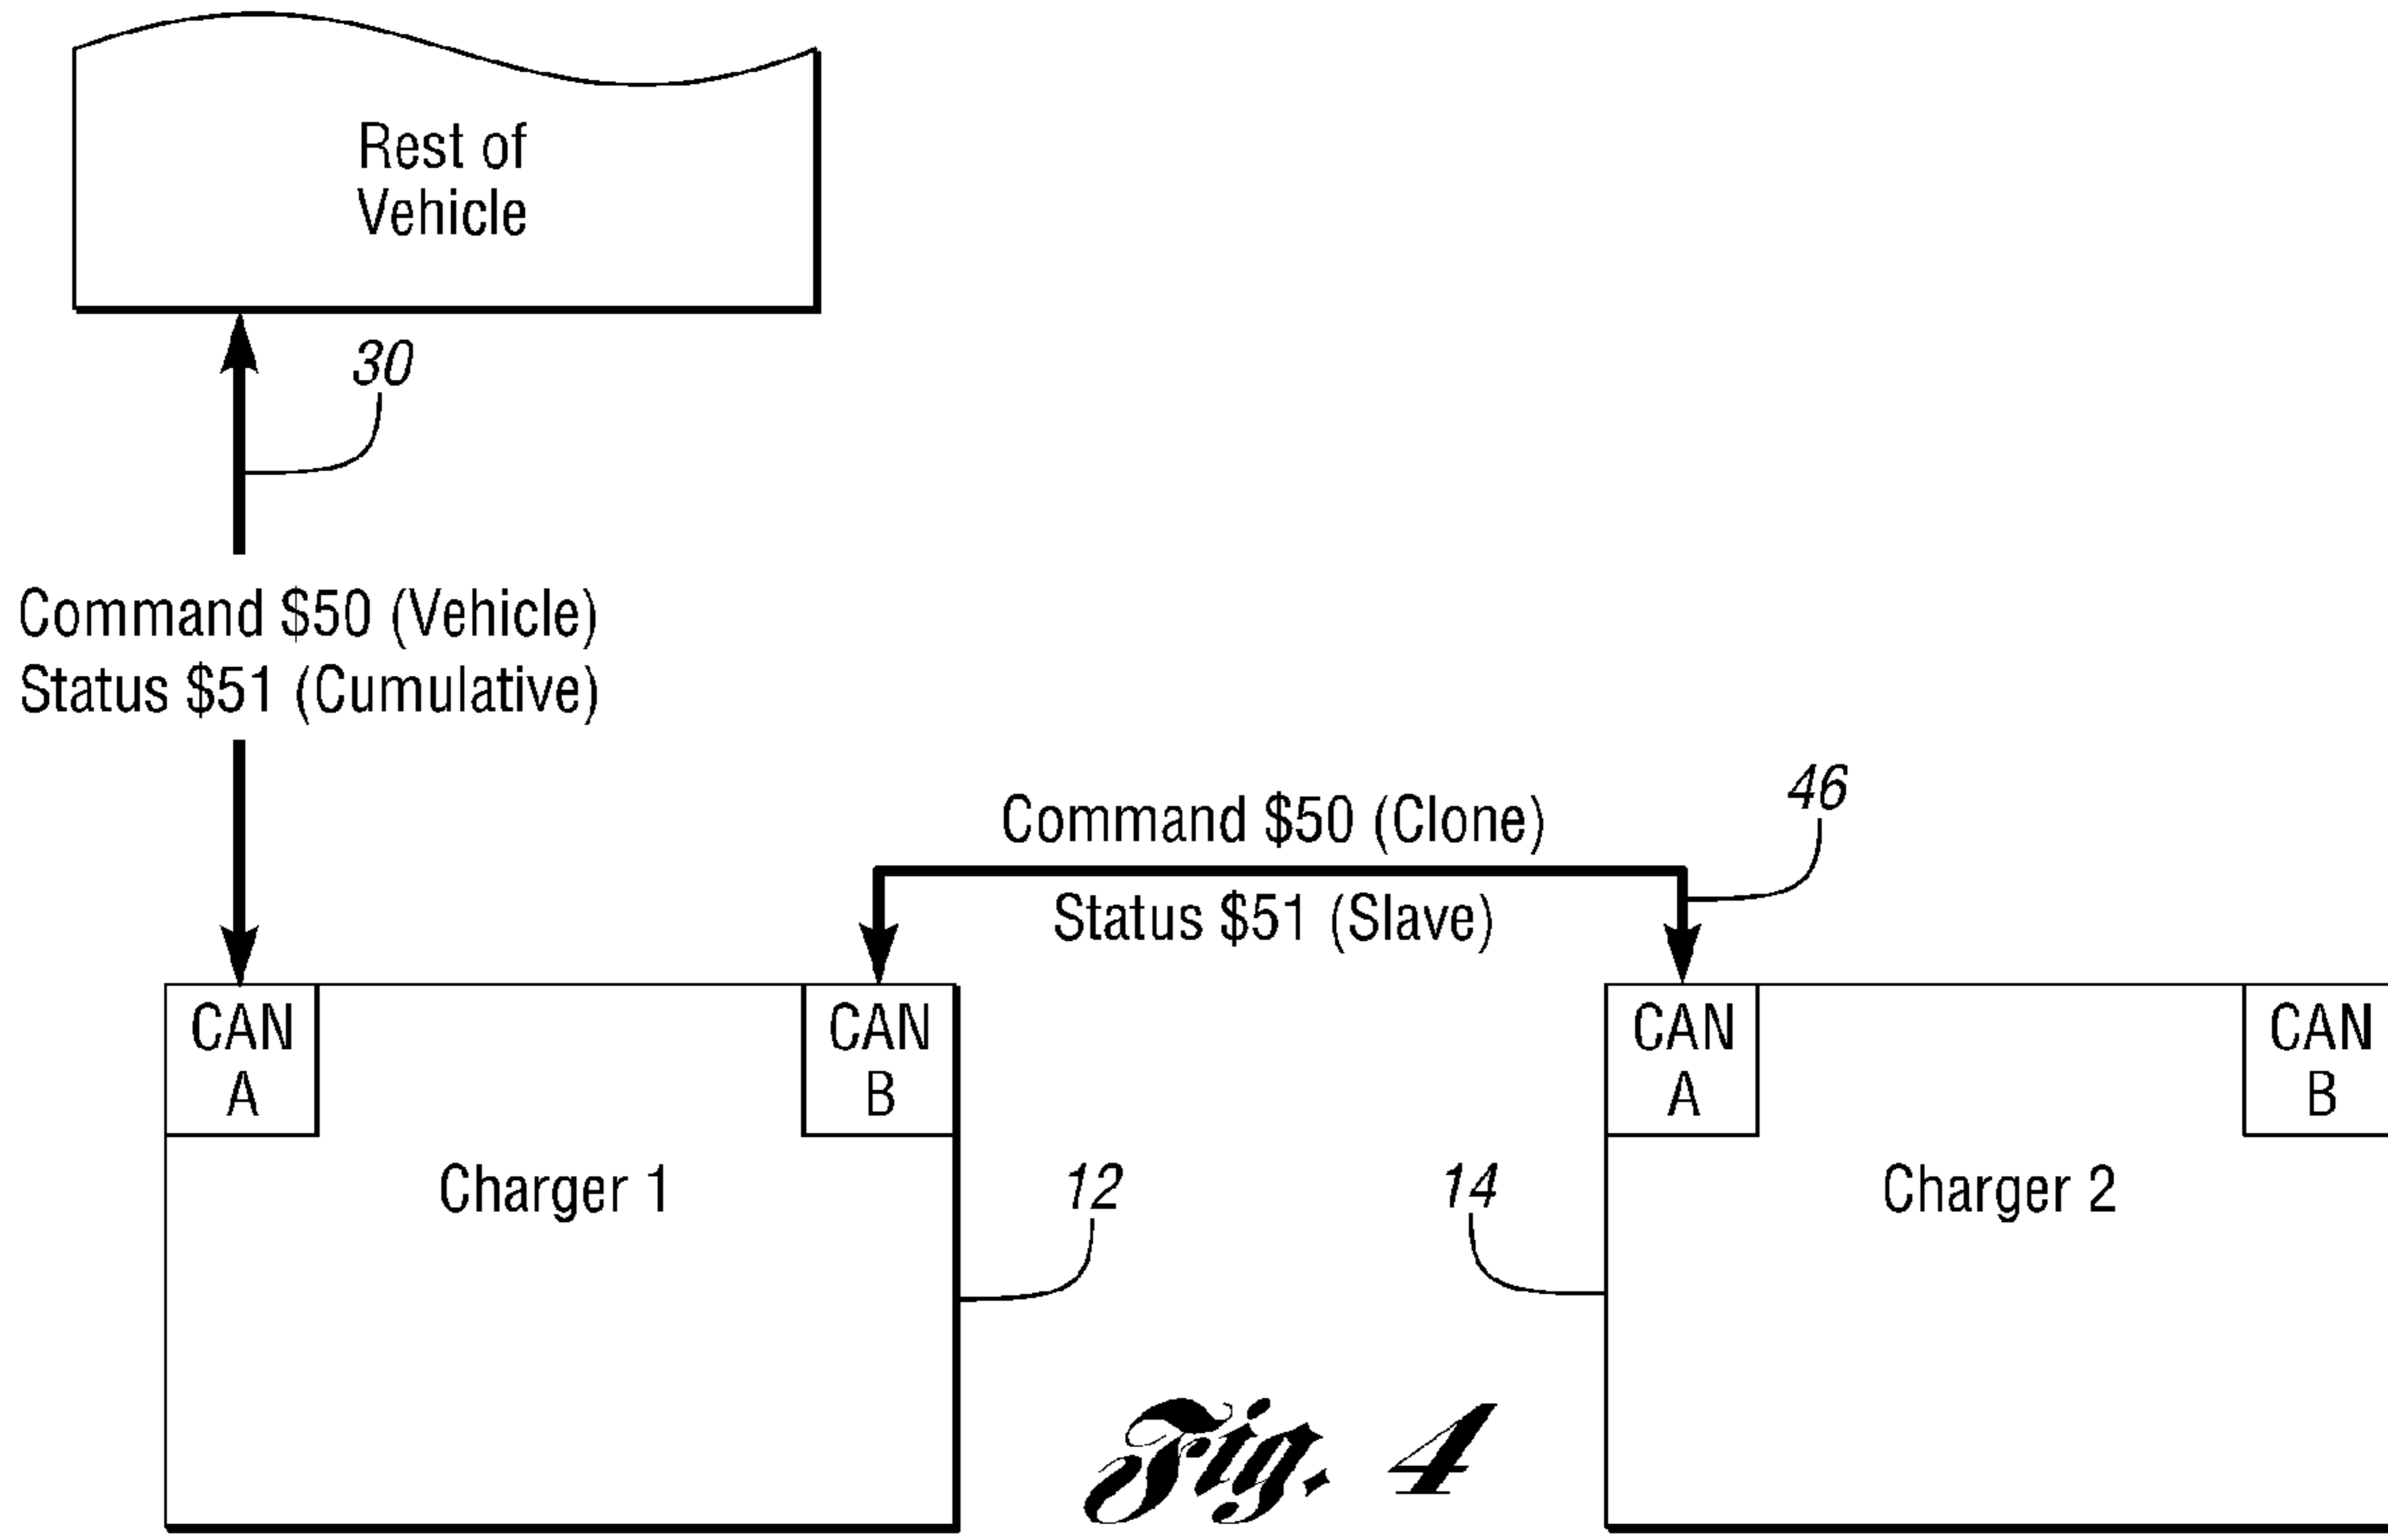 Rest of
Vehicle
30
Command $50 (Vehicle)
Status $51 (Cumulative)
Command $50 (Clone)
46
Status $51 (Slave)
CAN
A
CAN
B
CAN
A
CAN
B
Charger 1
12
14
Charger 2
Fig. 4